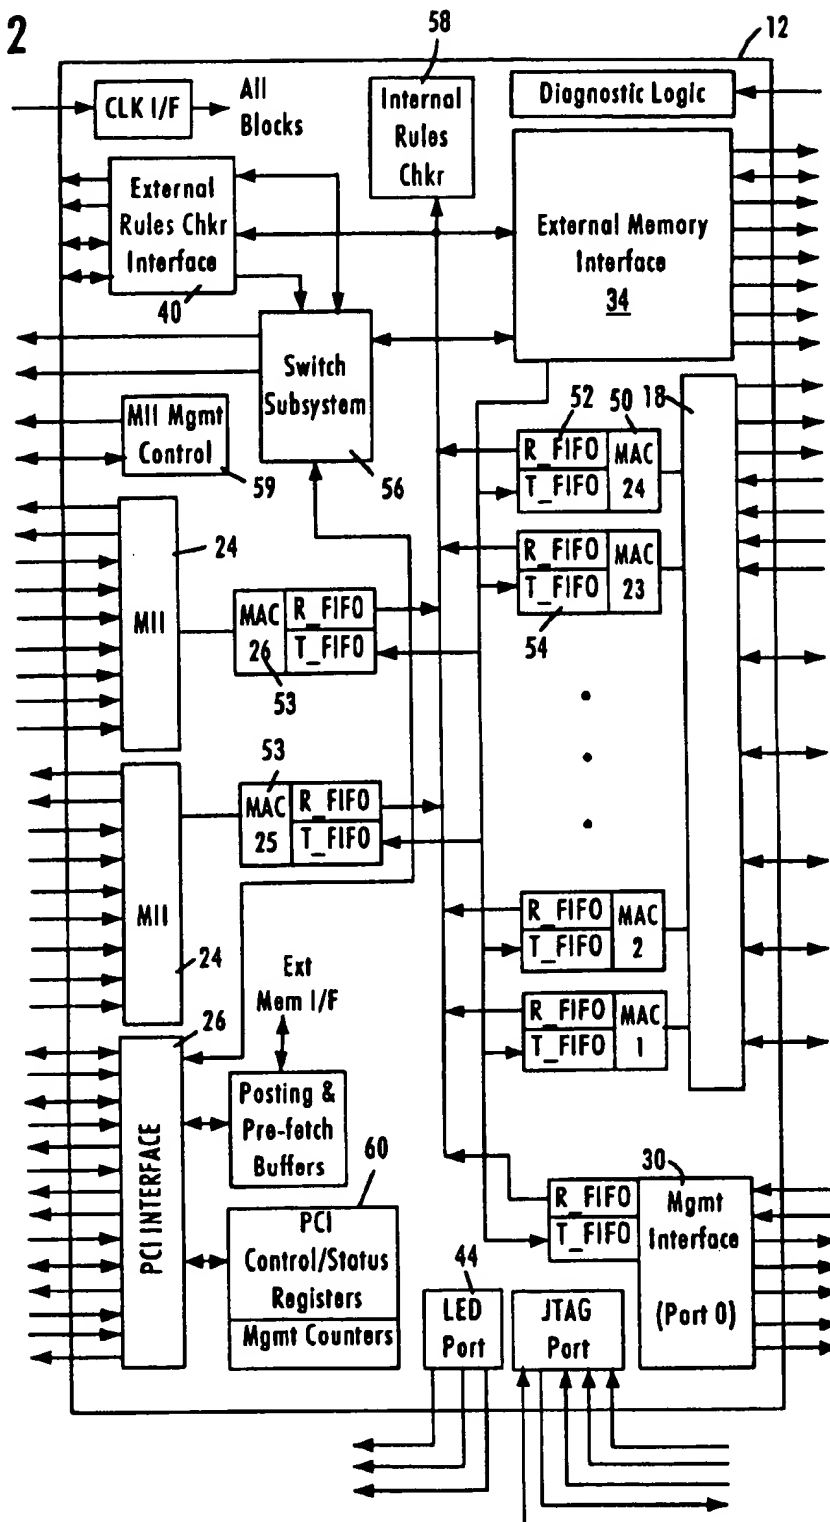 2
58
12
CLK I/F
All
Blocks
Internal
Rules
Chkr
Diagnostic Logic
External
Rules Chkr
Interface
40
External Memory
Interface
34
Switch
Subsystem
56
MII Mgmt
Control
59
52
50
18
R_FIFO
T_FIFO
MAC
24
R_FIFO
T_FIFO
MAC
23
54
24
MII
MAC
26
R_FIFO
T_FIFO
53
53
MAC
25
R_FIFO
T_FIFO
MII
24
R_FIFO
T_FIFO
MAC
2
R_FIFO
T_FIFO
MAC
1
Ext
Mem I/F
26
PCI INTERFACE
Posting &
Pre-fetch
Buffers
60
PCI
Control/Status
Registers
Mgmt Counters
30
R_FIFO
T_FIFO
Mgmt
Interface
(Port 0)
44
LED
Port
JTAG
Port